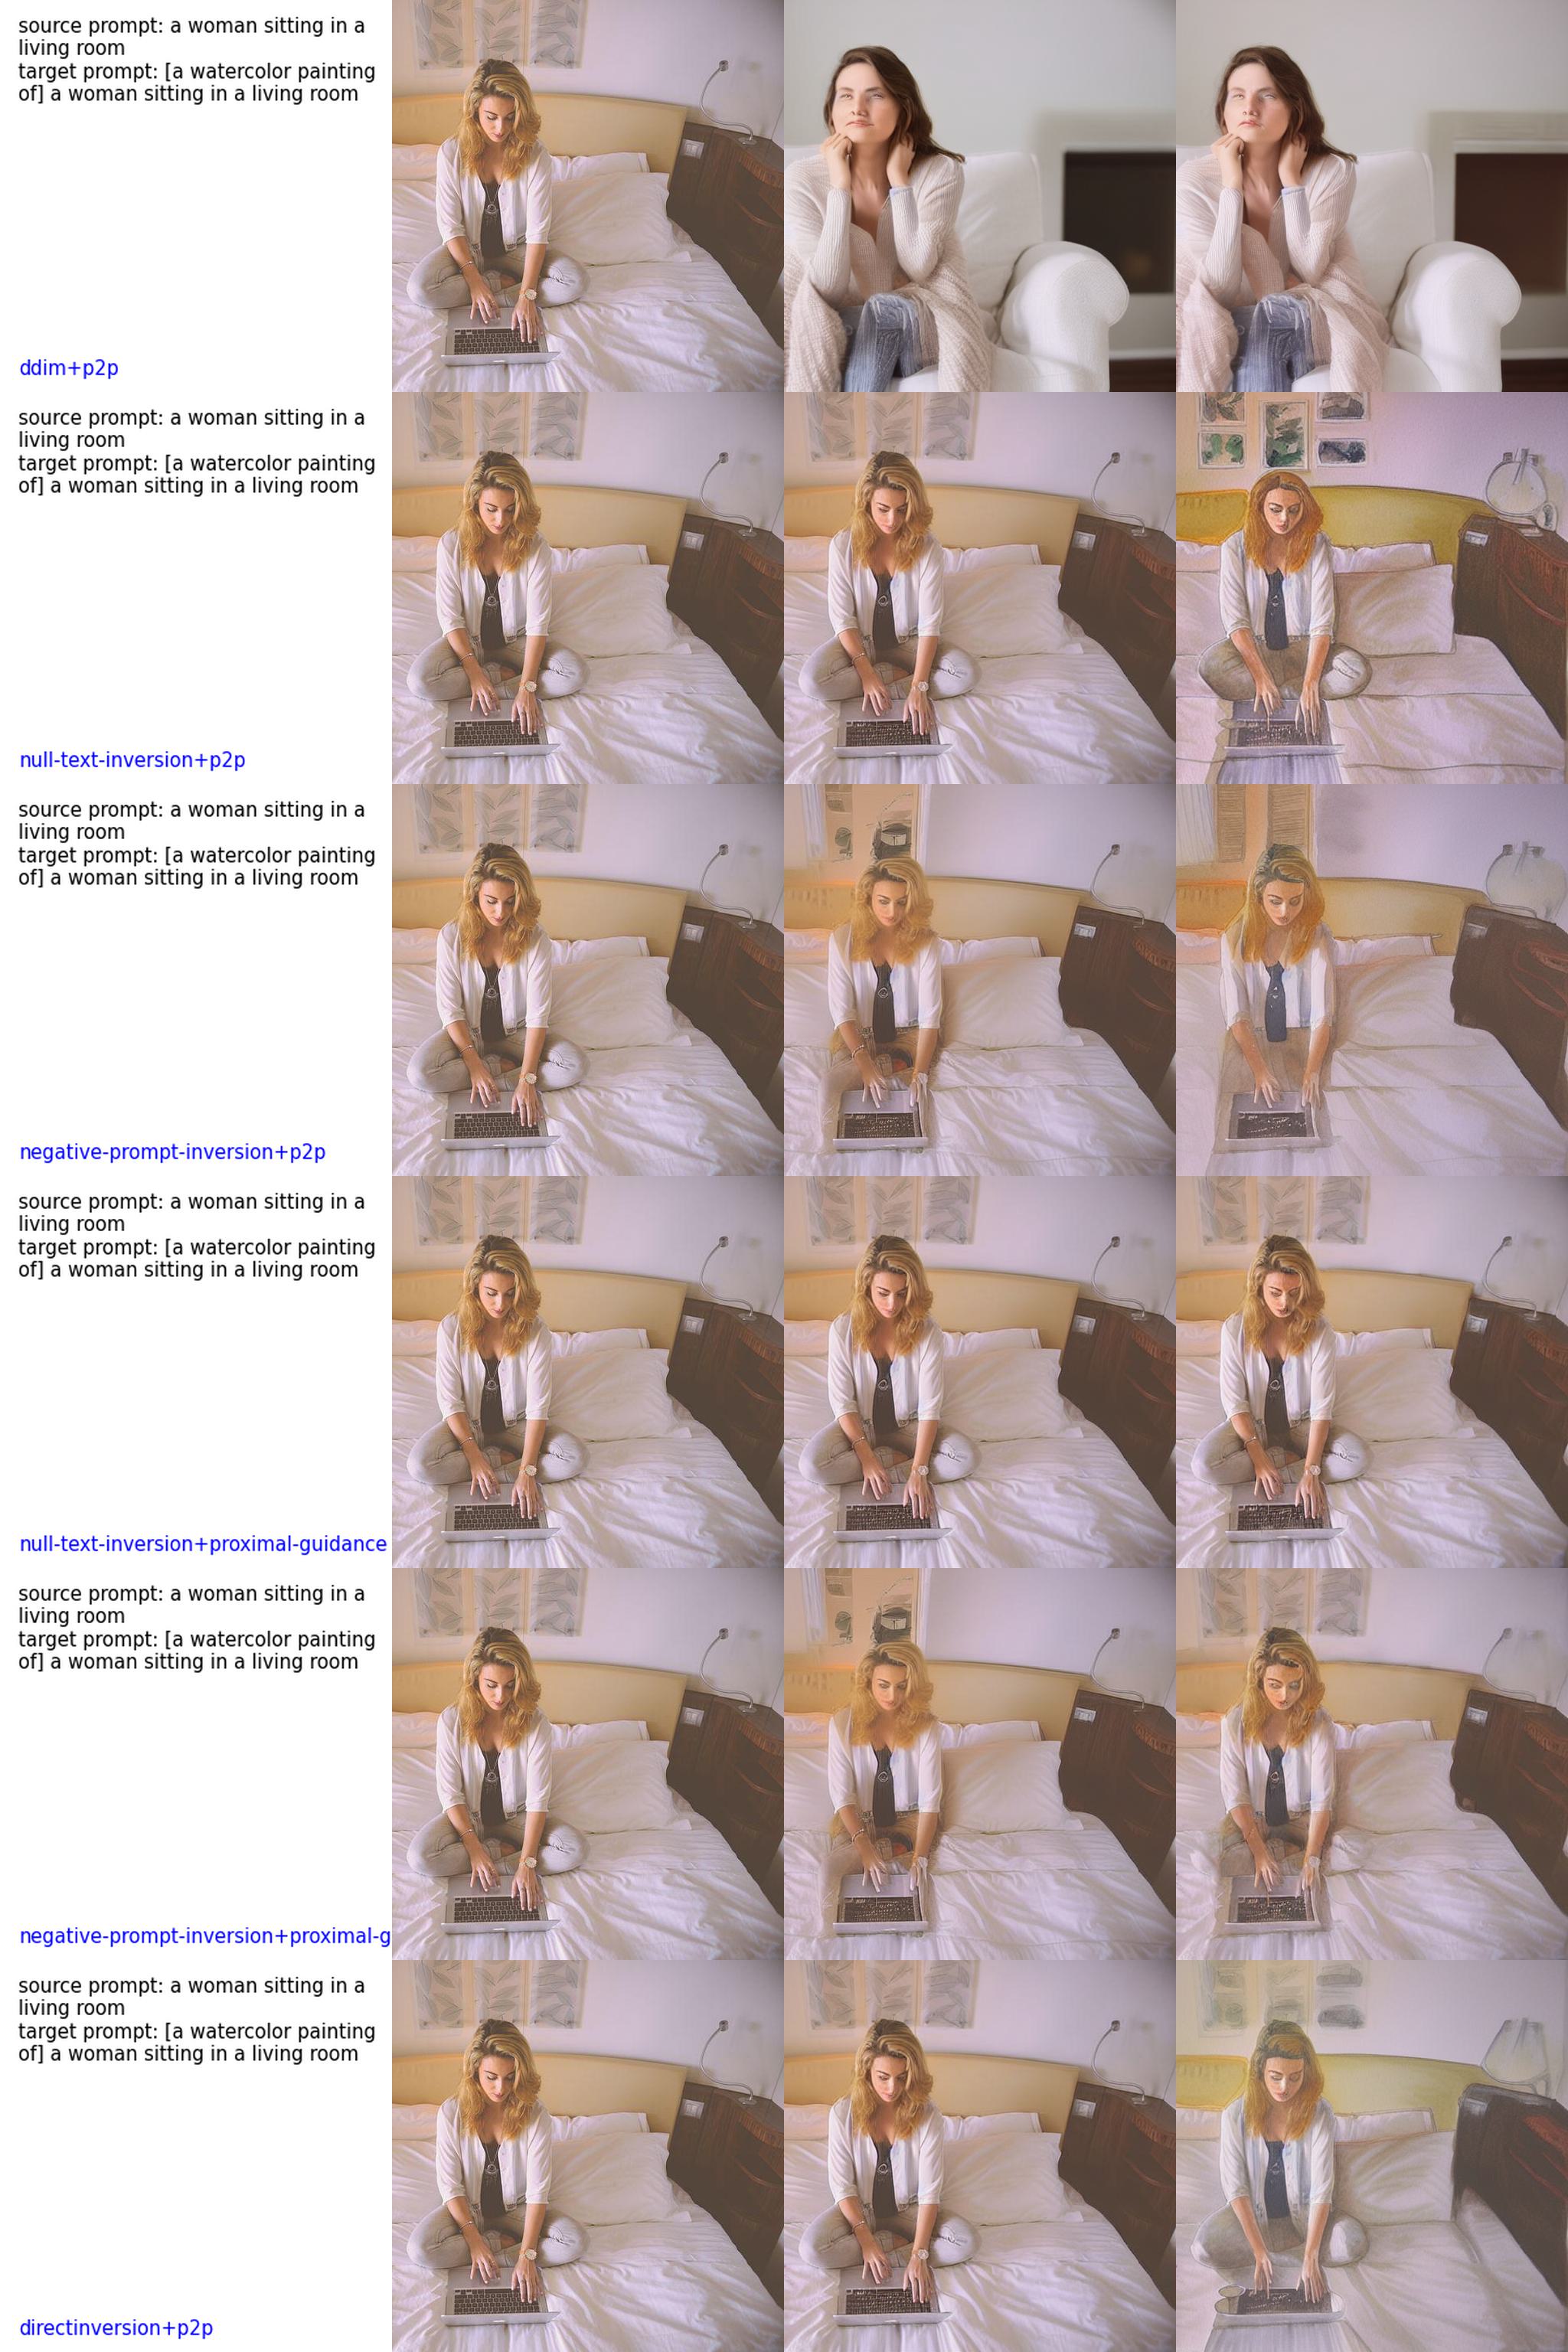 source prompt: a woman sitting in a
living room
target prompt: [a watercolor painting
of] a woman sitting in a living room
ddim+p2p
source prompt: a woman sitting in a
living room
target prompt: [a watercolor painting
of] a woman sitting in a living room
null-text-inversion+p2p
source prompt: a woman sitting in a
living room
target prompt: [a watercolor painting
of] a woman sitting in a living room
negative-prompt-inversion+p2p
source prompt: a woman sitting in a
living room
target prompt: [a watercolor painting
of] a woman sitting in a living room
null-text-inversion+proximal-guidance
source prompt: a woman sitting in a
living room
target prompt: [a watercolor painting
of] a woman sitting in a living room
negative-prompt-inversion+proximal-g
source prompt: a woman sitting in a
living room
target prompt: [a watercolor painting
of] a woman sitting in a living room
directinversion+p2p